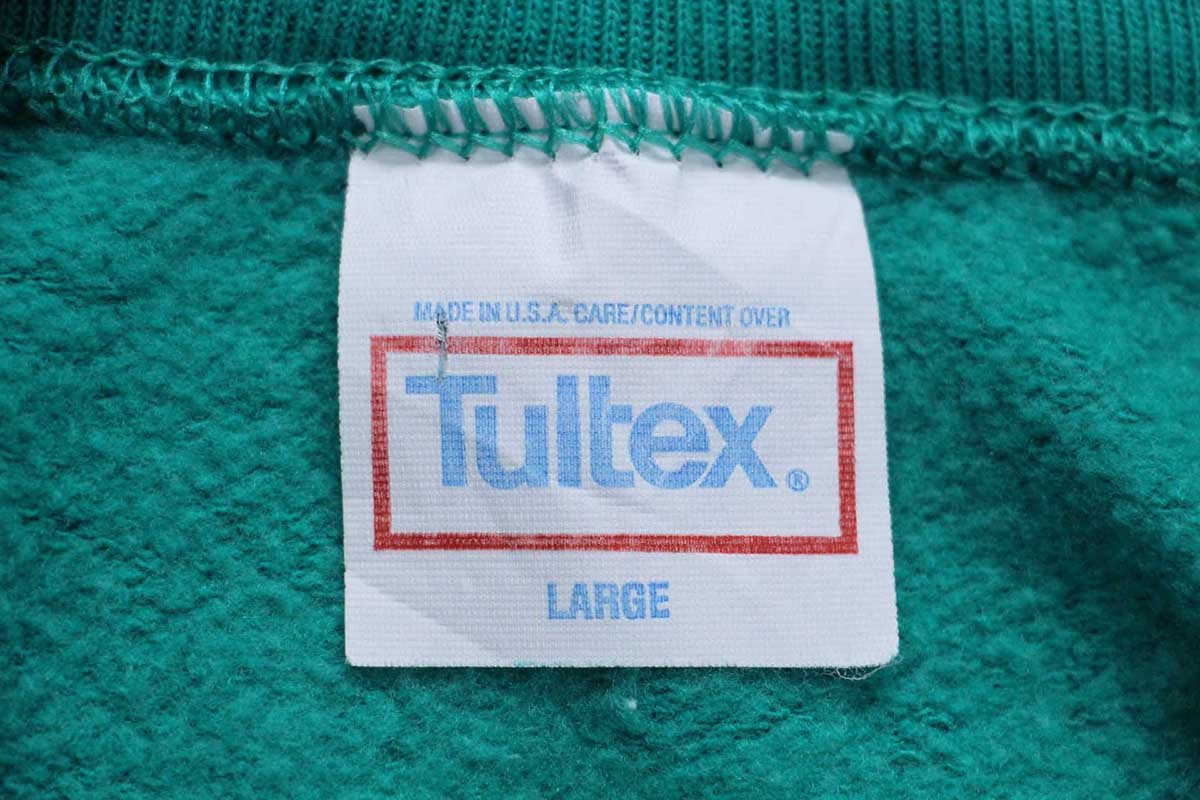 MADE IN U.S.A. CARE/CONTENT OVER
Tultex®
LARGE